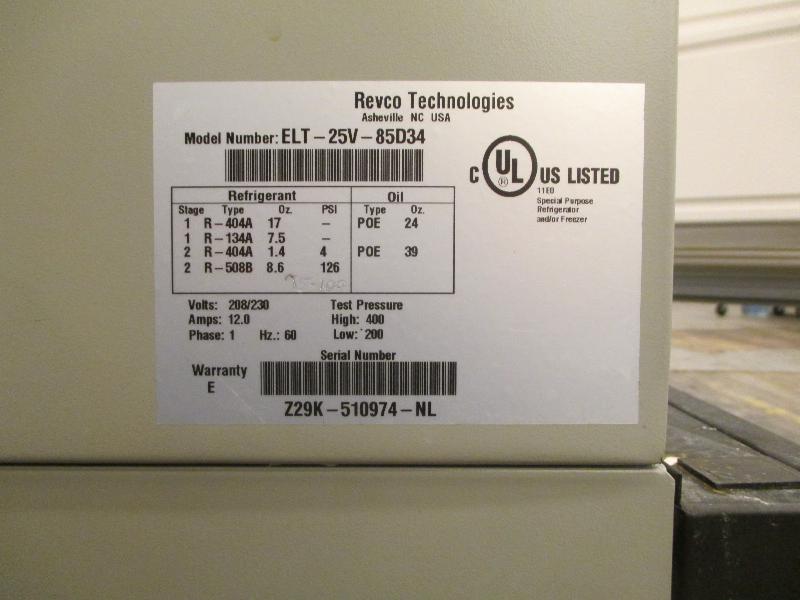 Revco Technologies
Asheville NC USA
Model Number: ELT-25V-85D34
C UL ® US LISTED
11E0
Special Purpose
Refrigerator
and/or Freezer
Refrigerant Oil
Stage Type Oz. PSI Type Oz.
1 R-404A 17 - POE 24
1 R-134A 7.5 -
2 R-404A 1.4 4 POE 39
2 R-508B 8.6 126
Volts: 208/230 Test Pressure
Amps: 12.0 High: 400
Phase: 1 Hz.: 60 Low: 200
Serial Number
Warranty
E
Z29K-510974-NL